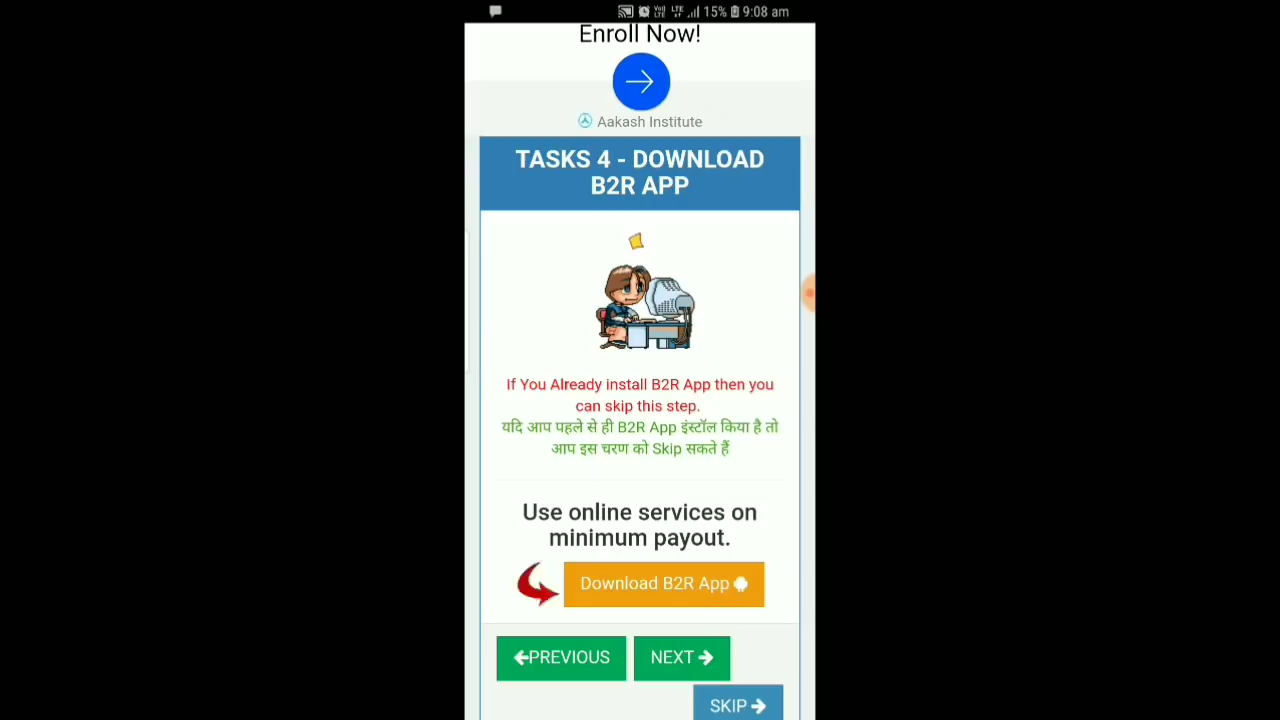 15% 9:08 am
Enroll Now!
Aakash Institute
TASKS 4 - DOWNLOAD
B2R APP
If You Already install B2R App then you
can skip this step.
यदि आप पहले से ही B2R App इंस्टॉल किया है तो
आप इस चरण को Skip सकते हैं
Use online services on
minimum payout.
Download B2R App
PREVIOUS NEXT
SKIP